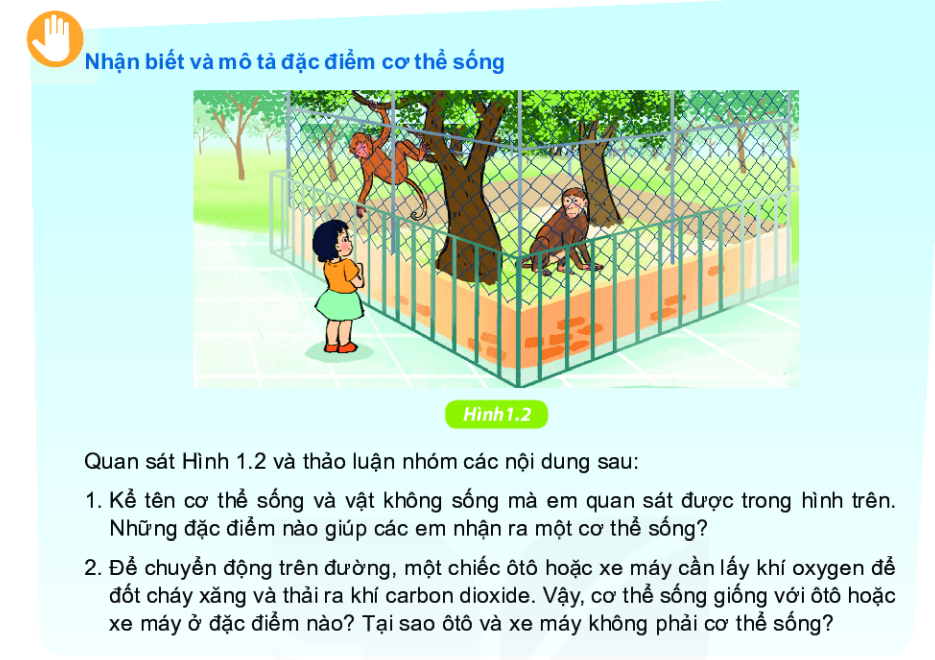 Nhận biết và mô tả đặc điểm cơ thể sống
Hình1.2
Quan sát Hình 1.2 và thảo luận nhóm các nội dung sau:
1. Kể tên cơ thể sống và vật không sống mà em quan sát được trong hình trên.
Những đặc điểm nào giúp các em nhận ra một cơ thể sống?
2. Để chuyển động trên đường, một chiếc ôtô hoặc xe máy cần lấy khí oxygen để
đốt cháy xăng và thải ra khí carbon dioxide. Vậy, cơ thể sống giống với ôtô hoặc
xe máy ở đặc điểm nào? Tại sao ôtô và xe máy không phải cơ thể sống?